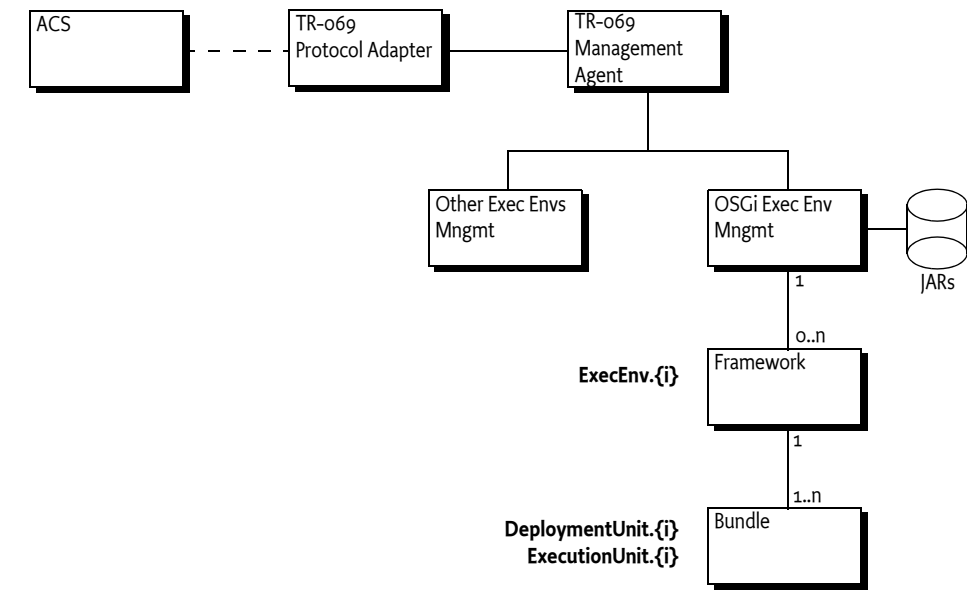 ACS
TR-069
Protocol Adapter
TR-069
Management
Agent
Other Exec Envs
Mngmt
OSGi Exec Env
Mngmt
JARs
1
0..n
ExecEnv.{i}
Framework
1
1..n
DeploymentUnit.{i}
ExecutionUnit.{i}
Bundle